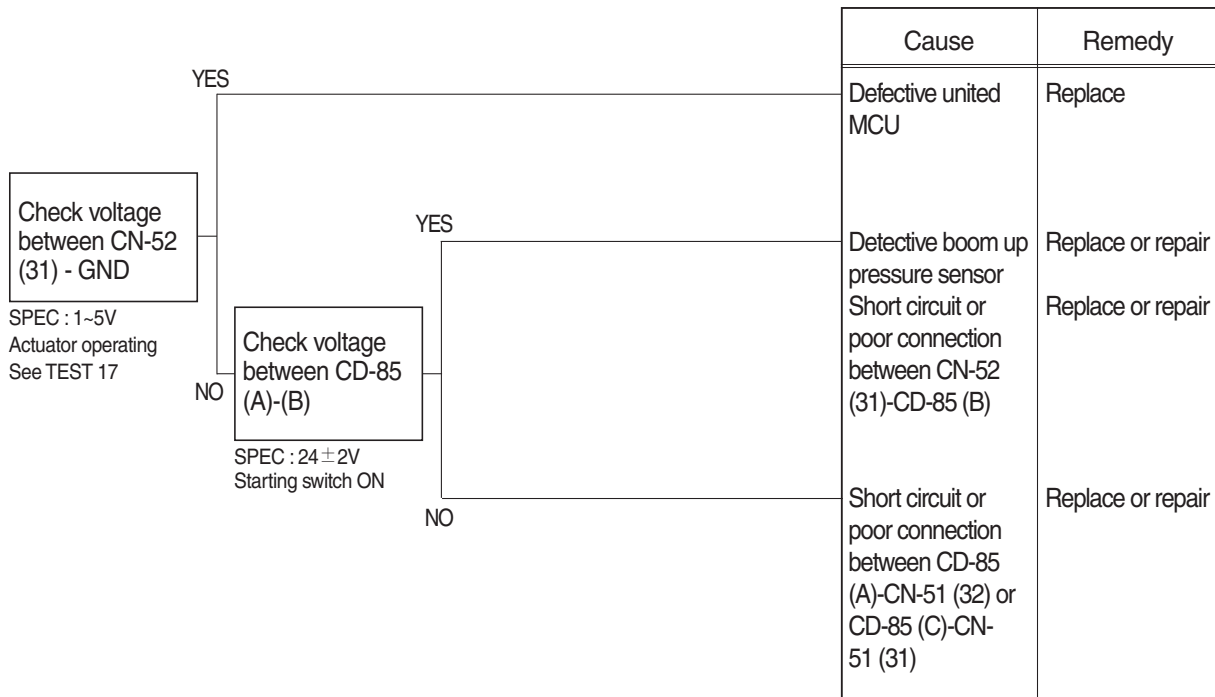 Cause
Remedy
YES
Defective united
MCU
Replace
Check voltage
between CN-52
(31) - GND
SPEC : 1~5V
Actuator operating
See TEST 17
YES
Detective boom up
pressure sensor
Replace or repair
Short circuit or
poor connection
between CN-52
(31)-CD-85 (B)
Replace or repair
NO
Check voltage
between CD-85
(A)-(B)
SPEC : 24±2V
Starting switch ON
NO
Short circuit or
poor connection
between CD-85
(A)-CN-51 (32) or
CD-85 (C)-CN-
51 (31)
Replace or repair